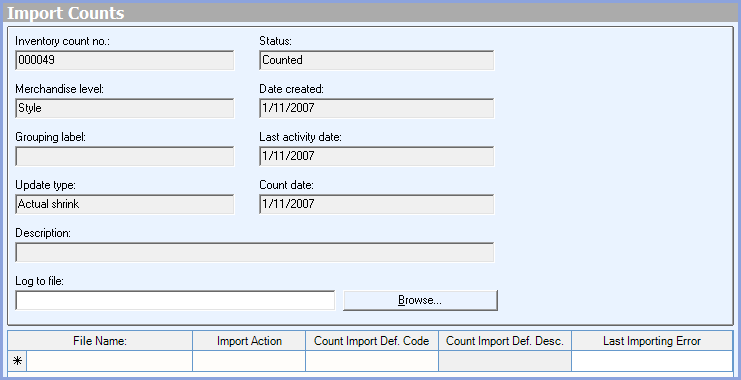 Import Counts
Inventory count no.: Status:
000049 Counted
Merchandise level: Date created:
Style 1/11/2007
Grouping label: Last activity date:
1/11/2007
Update type: Count date:
Actual shrink 1/11/2007
Description:
Log to file:
Browse...
File Name: Import Action Count Import Def. Code Count Import Def. Desc. Last Importing Error
*